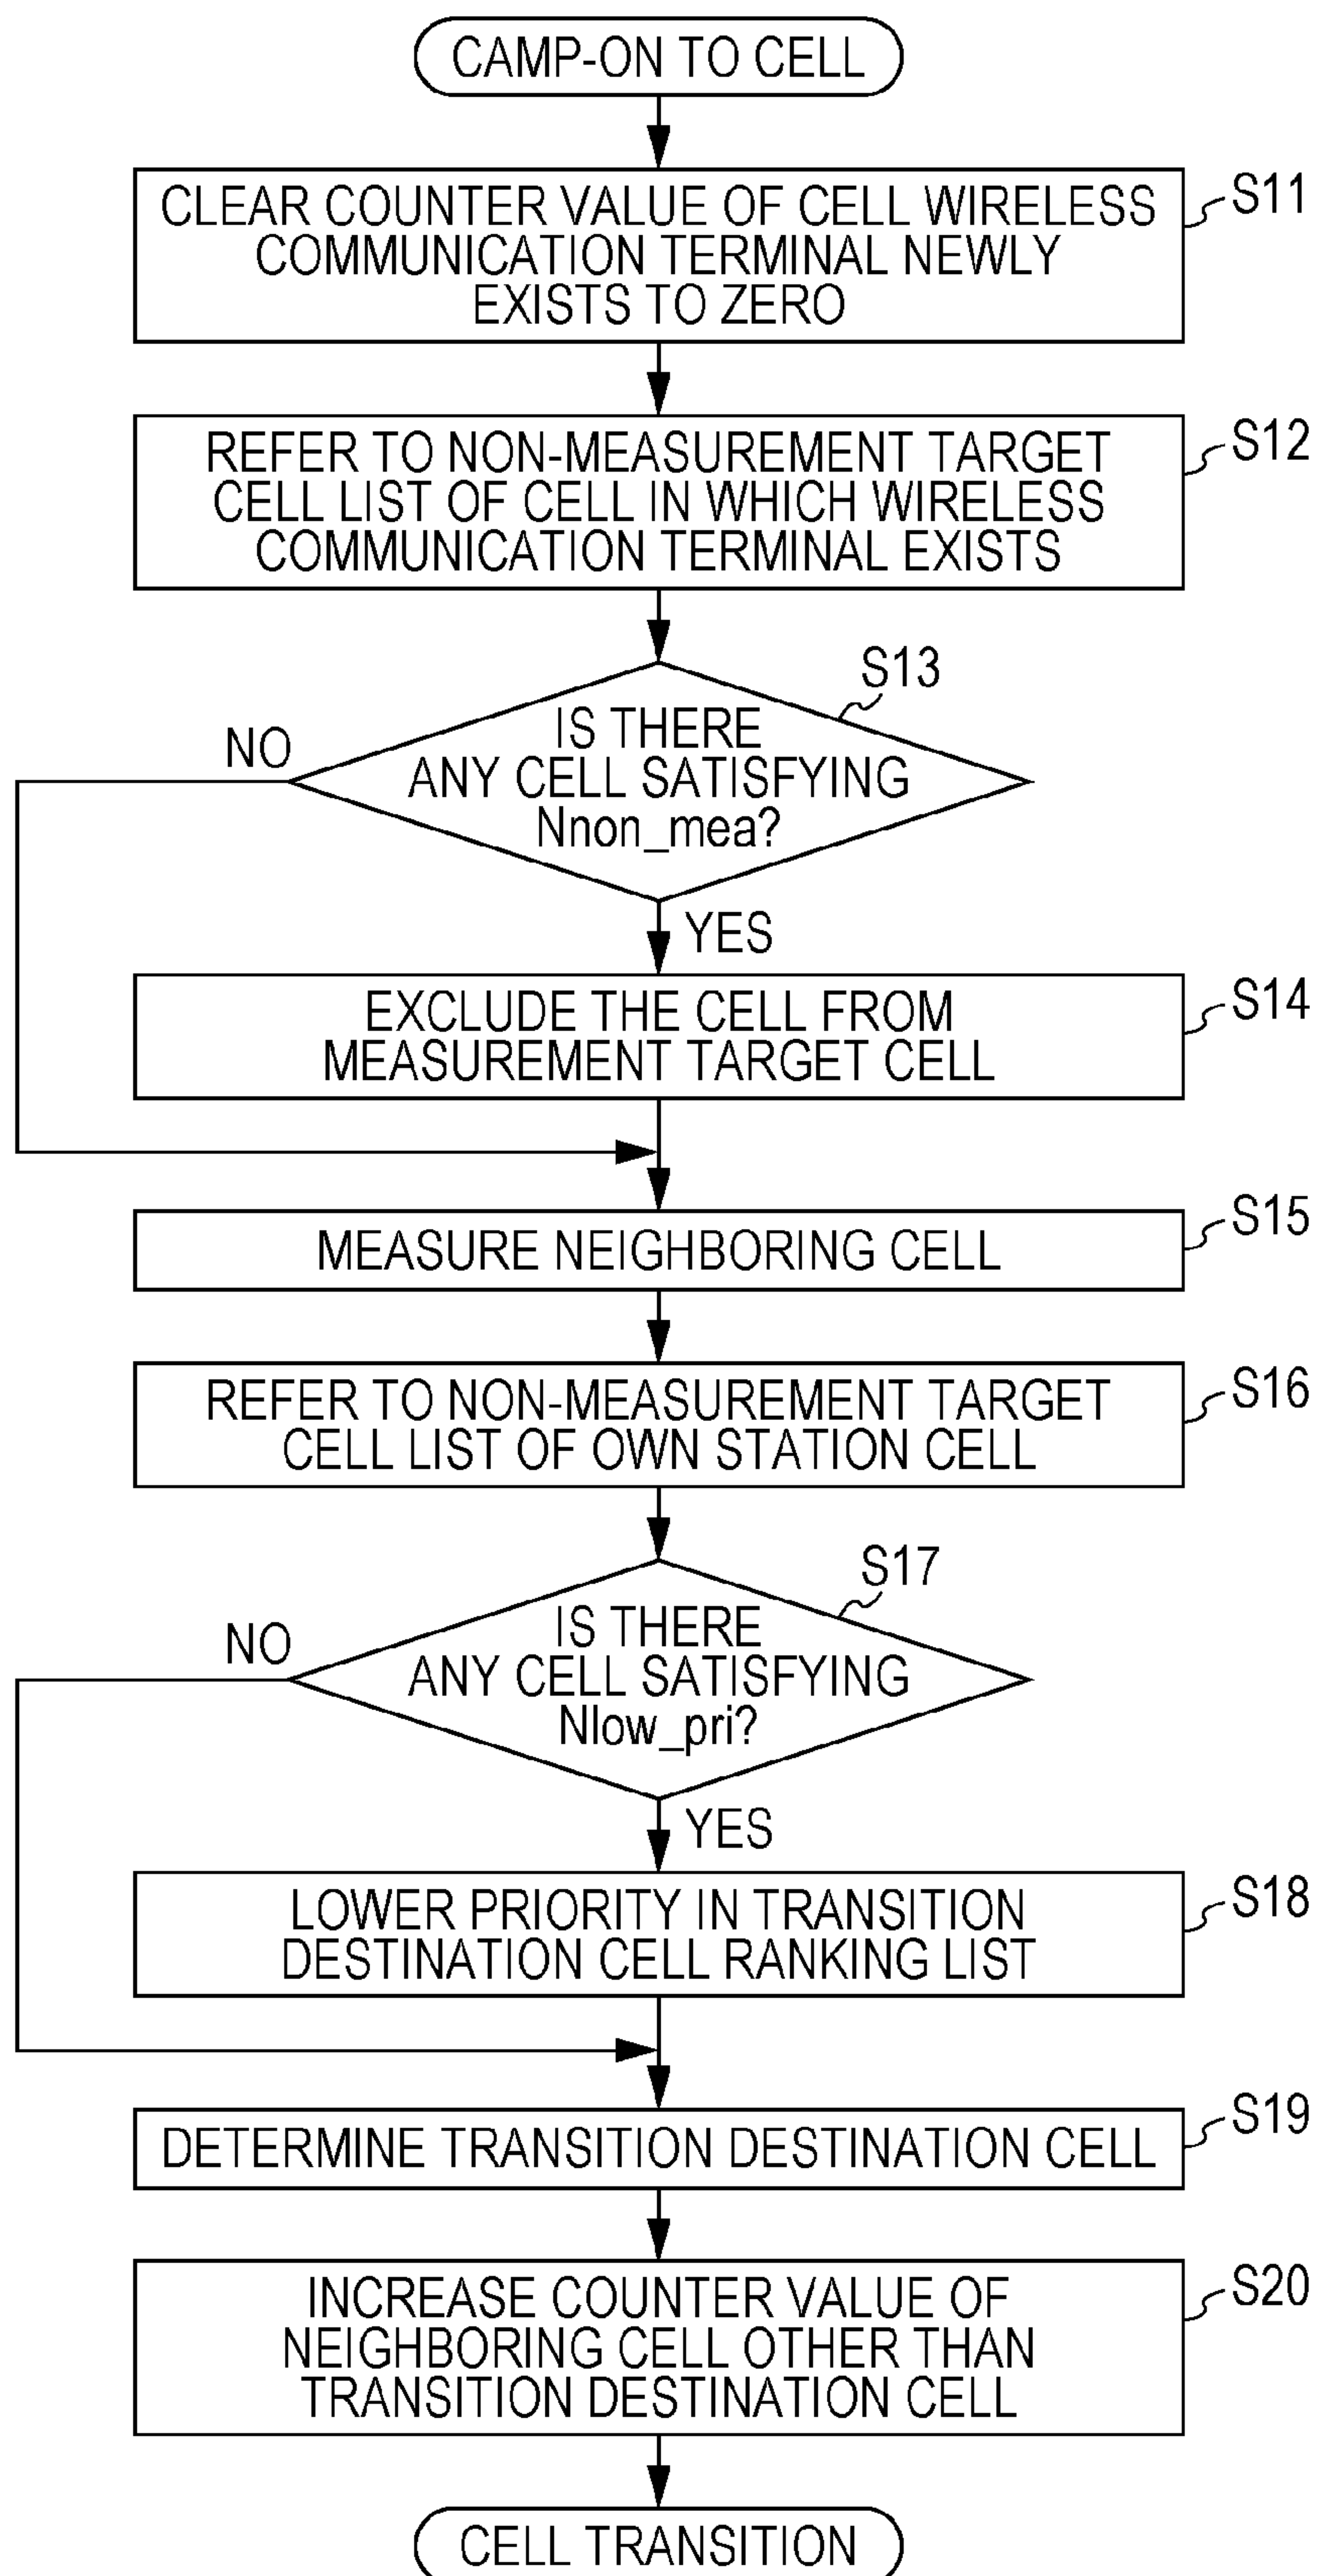 CAMP-ON TO CELL
CLEAR COUNTER VALUE OF CELL WIRELESS
COMMUNICATION TERMINAL NEWLY
EXISTS TO ZERO
S11
REFER TO NON-MEASUREMENT TARGET
CELL LIST OF CELL IN WHICH WIRELESS
COMMUNICATION TERMINAL EXISTS
S12
S13
IS THERE
ANY CELL SATISFYING
Nnon_mea?
NO
YES
EXCLUDE THE CELL FROM
MEASUREMENT TARGET CELL
S14
MEASURE NEIGHBORING CELL
S15
REFER TO NON-MEASUREMENT TARGET
CELL LIST OF OWN STATION CELL
S16
S17
IS THERE
ANY CELL SATISFYING
Nlow_pri?
NO
YES
LOWER PRIORITY IN TRANSITION
DESTINATION CELL RANKING LIST
S18
DETERMINE TRANSITION DESTINATION CELL
S19
INCREASE COUNTER VALUE OF
NEIGHBORING CELL OTHER THAN
TRANSITION DESTINATION CELL
S20
CELL TRANSITION